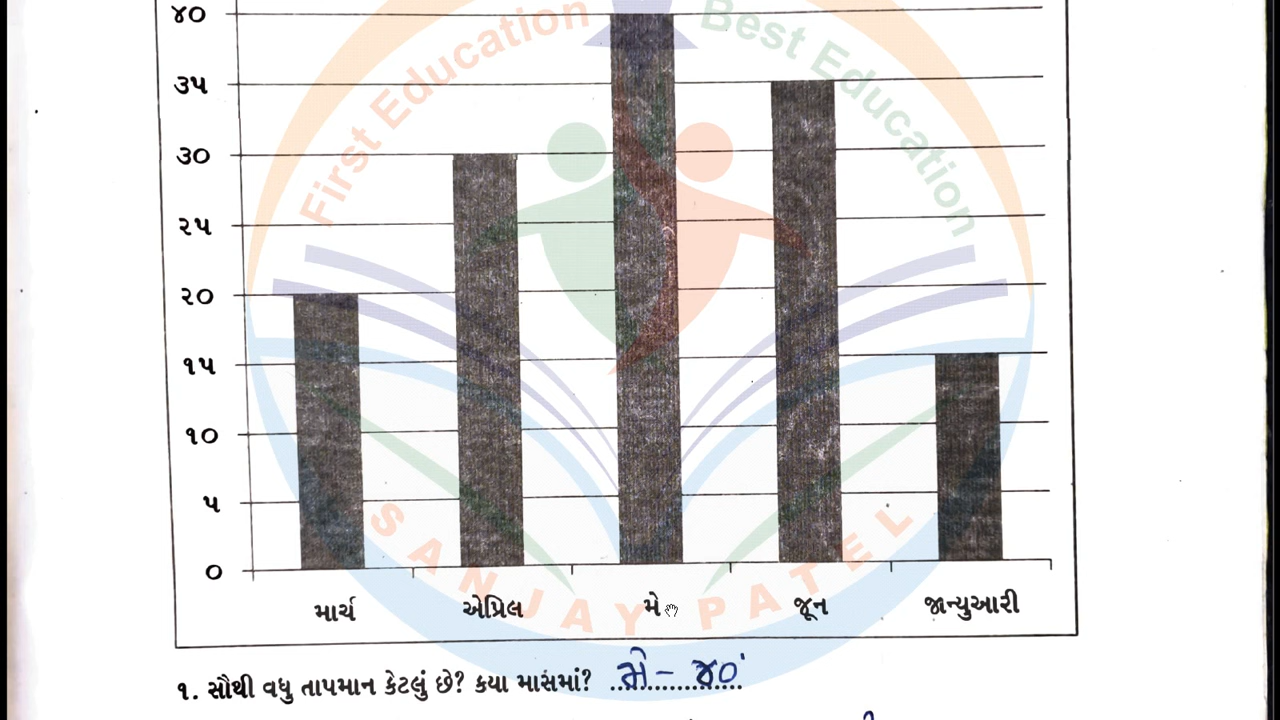 First Education Best Education
૪૦
૩૫
૩૦
૨૫
૨૦
૧૫
૧૦
૫
૦
માર્ચ એપ્રિલ મે જૂન જાન્યુઆરી
SANJAY PATEL
૧. સૌથી વધુ તાપમાન કેટલું છે? કયા માસમાં? મે – ૪૦°